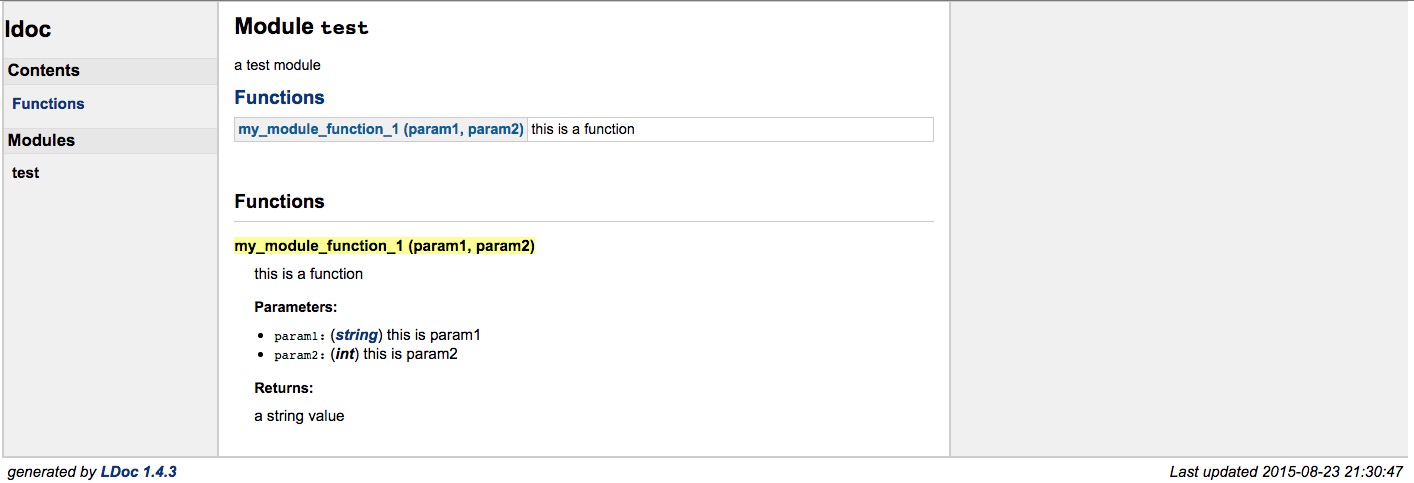 ldoc
Contents
Functions
Modules
test
Module test
a test module
Functions
my_module_function_1 (param1, param2) this is a function
Functions
my_module_function_1 (param1, param2)
this is a function
Parameters:
• param1: (string) this is param1
• param2: (int) this is param2
Returns:
a string value
generated by LDoc 1.4.3
Last updated 2015-08-23 21:30:47